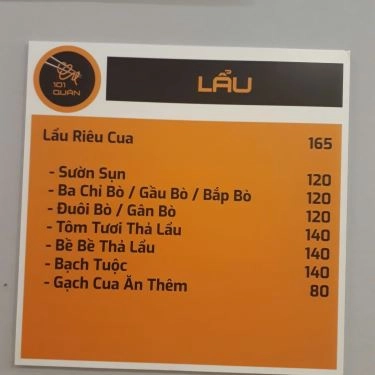 101
QUÁN
LẨU
Lẩu Riêu Cua 165
- Sườn Sụn 120
- Ba Chỉ Bò / Gầu Bò / Bắp Bò 120
- Đuôi Bò / Gân Bò 120
- Tôm Tươi Thả Lẩu 140
- Bề Bề Thả Lẩu 140
- Bạch Tuộc 140
- Gạch Cua Ăn Thêm 80